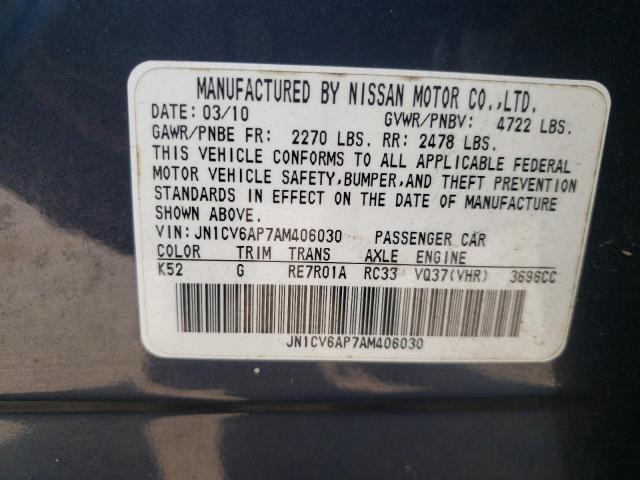 MANUFACTURED BY NISSAN MOTOR CO.,LTD.
DATE: 03/10 GVWR/PNBV: 4722 LBS.
GAWR/PNBE FR: 2270 LBS. RR: 2478 LBS.
THIS VEHICLE CONFORMS TO ALL APPLICABLE FEDERAL
MOTOR VEHICLE SAFETY,BUMPER,AND THEFT PREVENTION
STANDARDS IN EFFECT ON THE DATE OF MANUFACTURE
SHOWN ABOVE.
VIN: JN1CV6AP7AM406030 PASSENGER CAR
COLOR TRIM TRANS AXLE ENGINE
K52 G RE7R01A RC33 VQ37(VHR) 3696CC
JN1CV6AP7AM406030